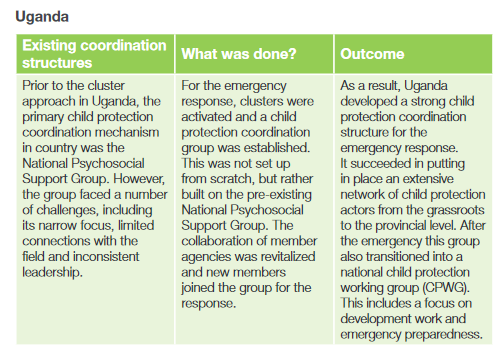 Uganda
Existing coordination
structures
What was done?
Outcome
Prior to the cluster
approach in Uganda, the
primary child protection
coordination mechanism
in country was the
National Psychosocial
Support Group. However,
the group faced a number
of challenges, including
its narrow focus, limited
connections with the
field and inconsistent
leadership.
For the emergency
response, clusters were
activated and a child
protection coordination
group was established.
This was not set up
from scratch, but rather
built on the pre-existing
National Psychosocial
Support Group. The
collaboration of member
agencies was revitalized
and new members
joined the group for the
response.
As a result, Uganda
developed a strong child
protection coordination
structure for the
emergency response.
It succeeded in putting
in place an extensive
network of child protection
actors from the grassroots
to the provincial level. After
the emergency this group
also transitioned into a
national child protection
working group (CPWG).
This includes a focus on
development work and
emergency preparedness.